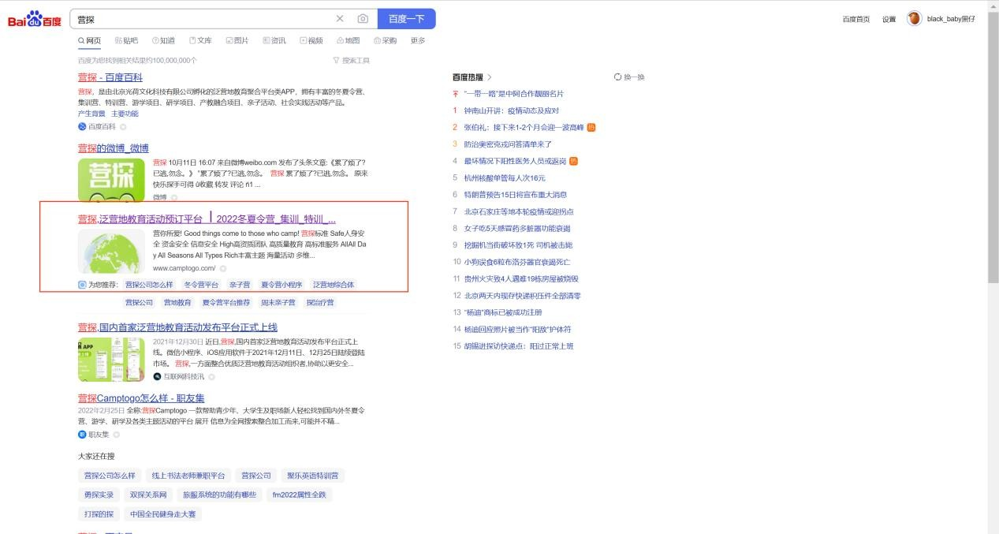 Bai du 百度
营探
百度一下
百度首页 设置 black_baby黑仔
网页 贴吧 知道 文库 图片 资讯 视频 地图 采购 更多
百度为您找到相关结果约100,000,000个 搜索工具
营探 - 百度百科
营探，是由北京光荷文化科技有限公司孵化的泛营地教育聚合平台类APP，拥有丰富的冬夏令营、
集训营、特训营、游学项目、研学项目、产教融合项目、亲子活动、社会实践活动等产品。
产生背景 主要功能
百度百科
营探的微博_微博
营探
营探 10月11日 16:07 来自微博weibo.com 发布了头条文章:《累了烦了?
已逃,勿念。》 "累了烦了?已逃,勿念。 营探 累了烦了?已逃,勿念。 原来
快乐探手可得 û收藏 转发 评论 ñ1 ...
微博
营探,泛营地教育活动预订平台 | 2022冬夏令营_集训_特训_...
营你所爱! Good things come to those who camp! 营探标准 Safe人身安
全 资金安全 信息安全 High高资质团队 高质量教育 高标准服务 AllAll Da
y All Seasons All Types Rich丰富主题 海量活动 多维...
www.camptogo.com/
为您推荐: 营探公司怎么样 冬令营平台 亲子营 夏令营小程序 泛营地综合体
营探公司 营地教育 夏令营平台推荐 周末亲子营 探治疗营
营探,国内首家泛营地教育活动发布平台正式上线
APP
2021年12月30日 近日,营探,国内首家泛营地教育活动发布平台正式上
线。微信小程序、iOS应用软件于2021年12月11日、12月25日陆续登陆
市场。 营探,一方面整合优质泛营地教育活动组织者,协助以更安全...
互联网科技汛
营探Camptogo怎么样 - 职友集
2022年2月25日 全称:营探Camptogo 一款帮助青少年、大学生及职场新人轻松找到国内外冬夏令
营、游学、研学及各类主题活动的平台 展开 信息为全网搜索整合加工而来,可能并不精...
职 职友集
大家还在搜
营探公司怎么样 线上书法老师兼职平台 营探公司 聚乐英语特训营
勇探实录 双探关系网 旅服系统的功能有哪些 fm2022属性全跌
打探的探 中国全民健身走大赛
百度热搜 换一换
“一带一路”是中阿合作靓丽名片
1 钟南山开讲：疫情动态及应对
2 张伯礼：接下来1-2个月会迎一波高峰 热
3 防治奥密克戎问答清单来了
4 最坏情况下阳性医务人员或返岗 热
5 杭州核酸单管每人次16元
6 特朗普预告15日将宣布重大消息
7 北京石家庄等地本轮疫情或迎拐点
8 女子吃5天感冒药多脏器功能衰竭
9 挖掘机当街破坏致1死 司机被击毙
10 小狗误食6粒布洛芬器官衰竭死亡
11 贵州火灾致4人遇难19栋房屋被烧毁
12 北京两天内现存快递积压件全部清零
13 “杨迪”商标已被成功注册
14 杨迪回应照片被当作“阳敌”护体符
15 胡锡进探访快递点：阳过正常上班